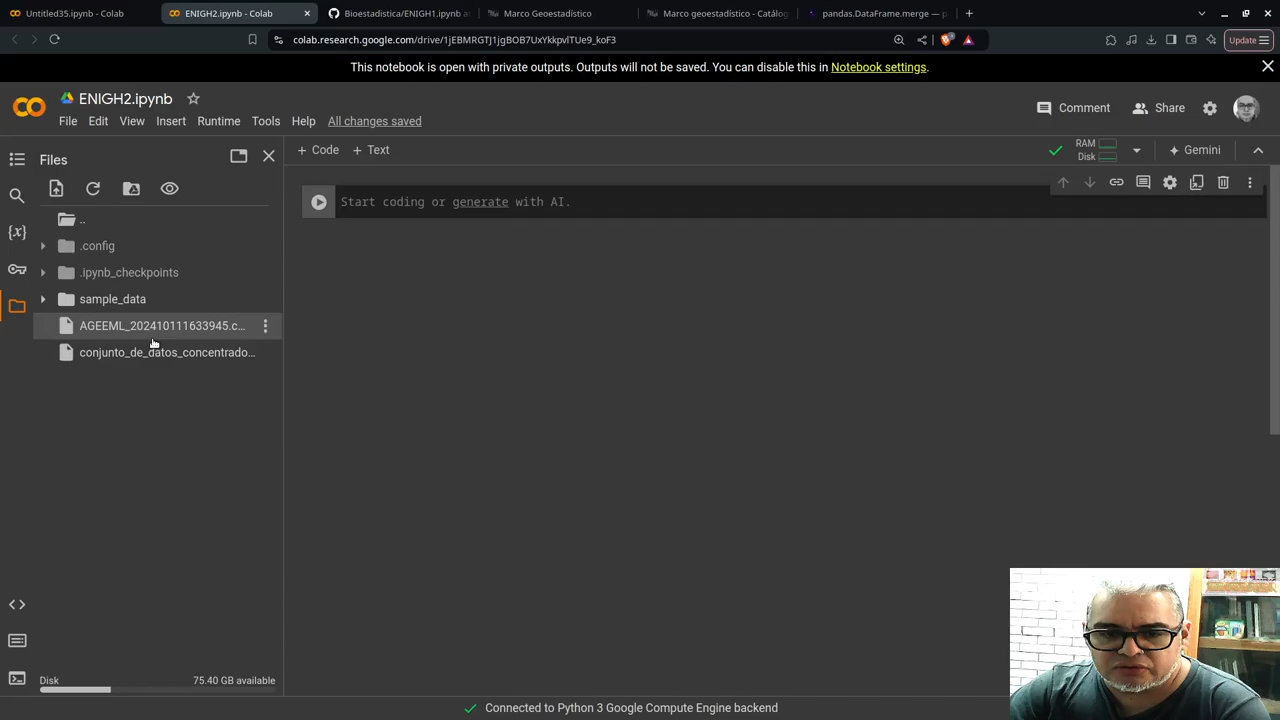 Untitled35.ipynb - Colab
ENIGH2.ipynb - Colab
Bioestadistica/ENIGH1.ipynb a
Marco Geoestadístico
Marco geoestadístico - Catálog
pandas.DataFrame.merge — p
colab.research.google.com/drive/1jEBMRGTJ1jgBOB7UxYkkpvlTUe9_koF3
Update
This notebook is open with private outputs. Outputs will not be saved. You can disable this in Notebook settings.
ENIGH2.ipynb
Comment
Share
File Edit View Insert Runtime Tools Help All changes saved
Files
+ Code + Text
RAM
Disk
Gemini
..
Start coding or generate with AI.
.config
.ipynb_checkpoints
sample_data
AGEEML_202410111633945.c...
conjunto_de_datos_concentrado...
Disk 75.40 GB available
Connected to Python 3 Google Compute Engine backend